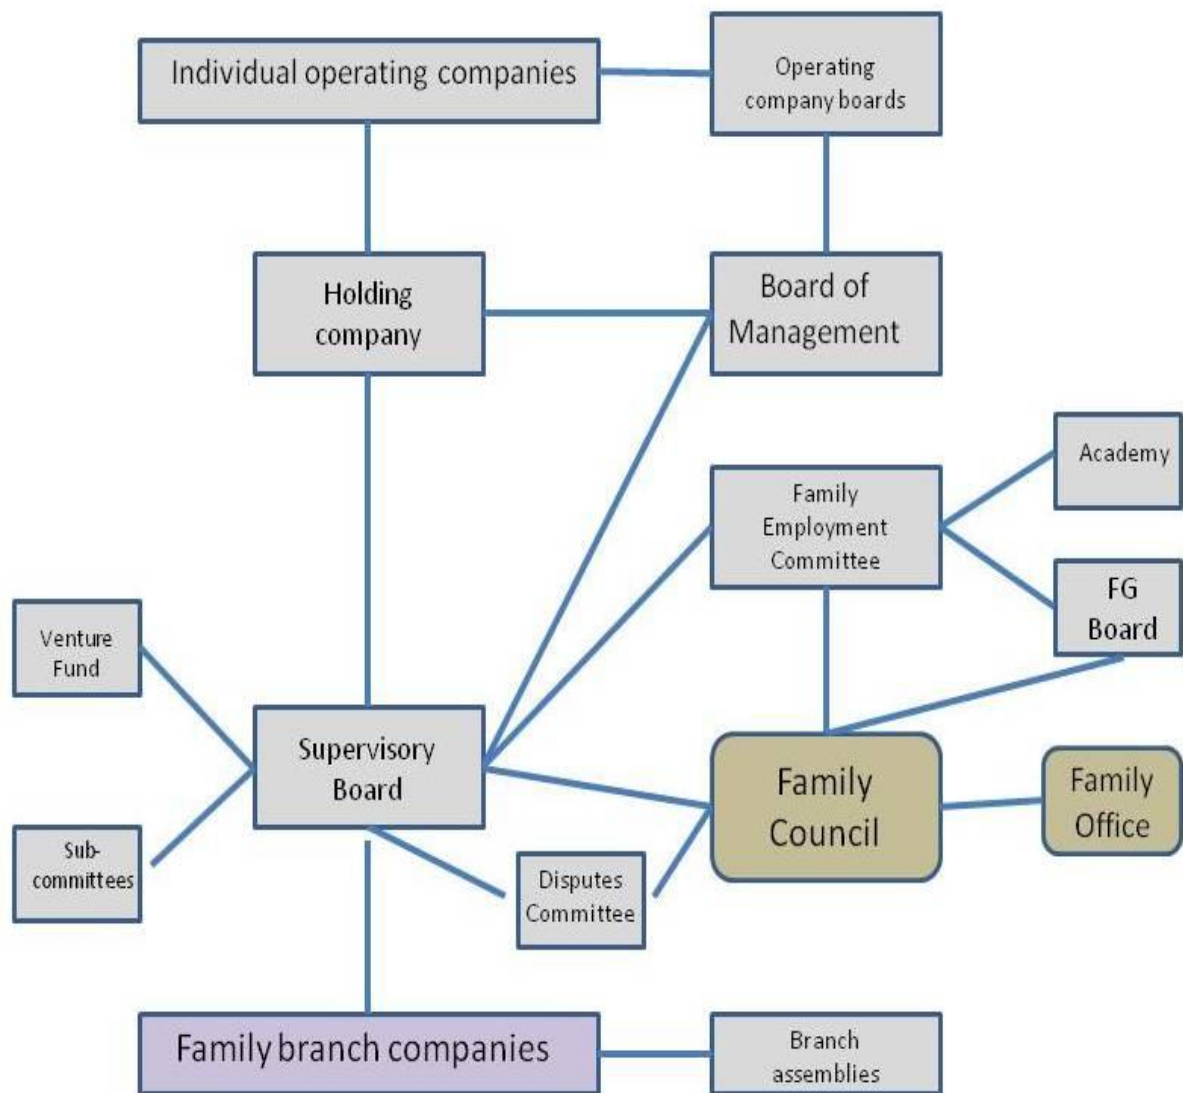 Individual operating companies
Operating
company boards
Holding
company
Board of
Management
Academy
Family
Employment
Committee
FG
Board
Venture
Fund
Supervisory
Board
Family
Council
Family
Office
Sub-
committees
Disputes
Committee
Family branch companies
Branch
assemblies